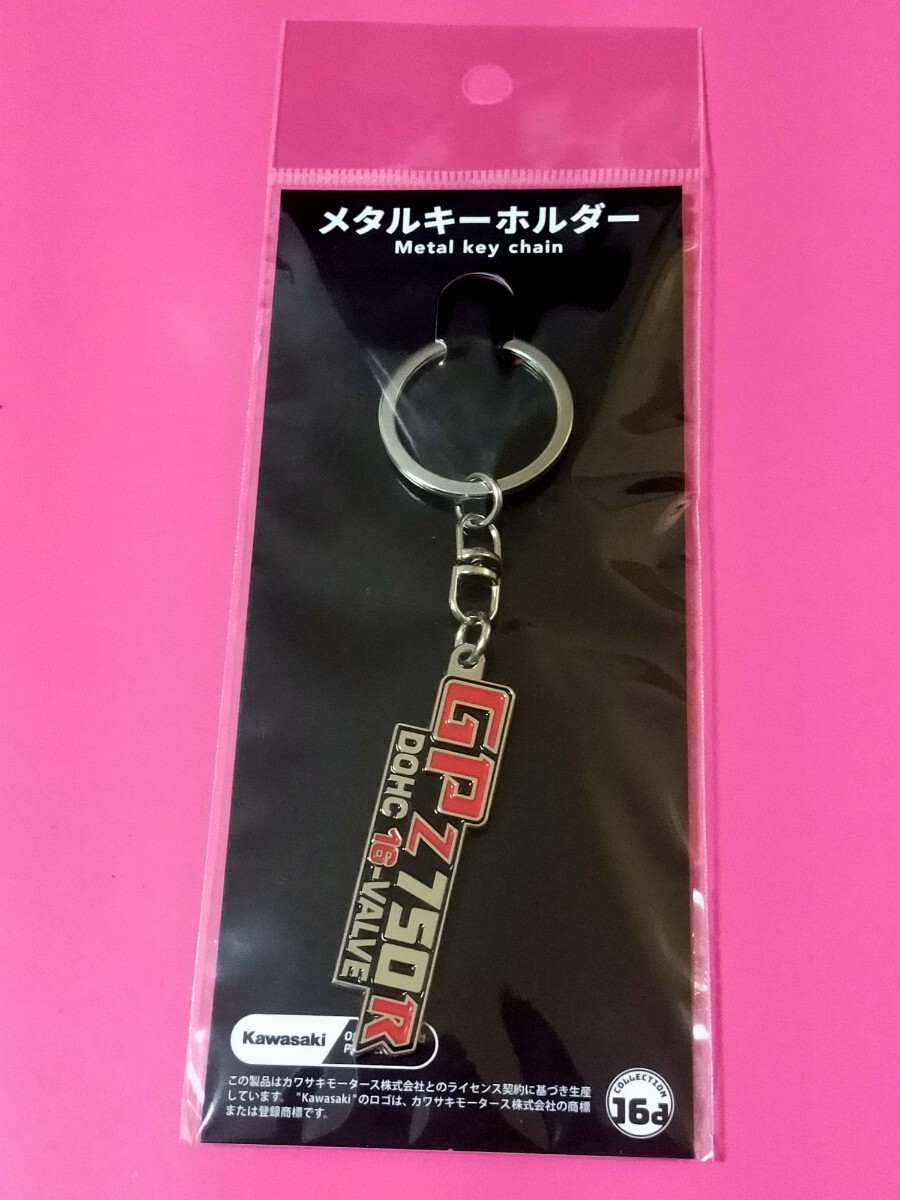 メタルキーホルダー
Metal key chain
GPZ750R
DOHC 16-VALVE
Kawasaki
この製品はカワサキモータース株式会社とのライセンス契約に基づき生産
しています。 "Kawasaki"のロゴは、カワサキモータース株式会社の商標
または登録商標です。
COLLECTION